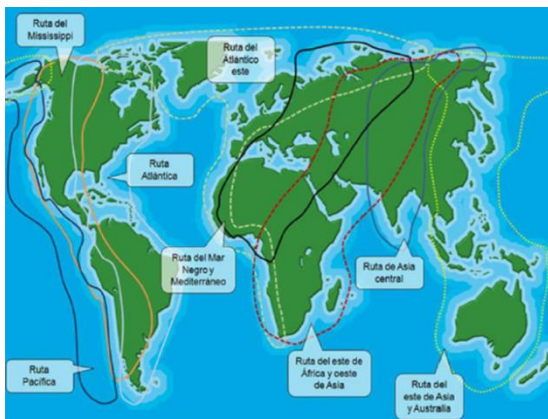 Ruta del
Mississippi
Ruta del
Atlántico
este
Ruta
Atlántica
Ruta del Mar
Negro y
Mediterráneo
Ruta de Asia
central
Ruta
Pacífica
Ruta del este de
África y oeste
de Asia
Ruta del
este de Asia
y Australia